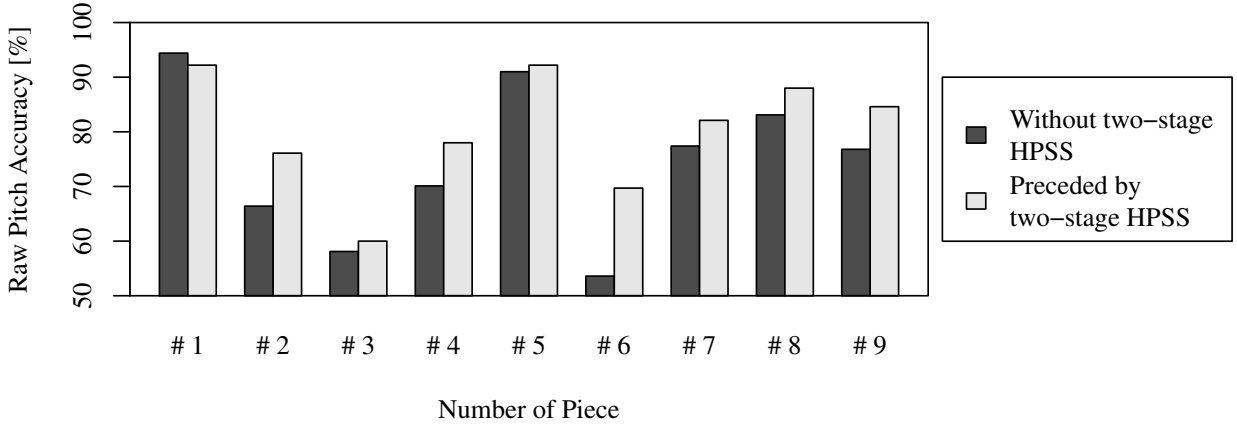 Raw Pitch Accuracy [%]
100
90
80
70
60
50
# 1 # 2 # 3 # 4 # 5 # 6 # 7 # 8 # 9
Number of Piece
Without two−stage
HPSS
Preceded by
two−stage HPSS